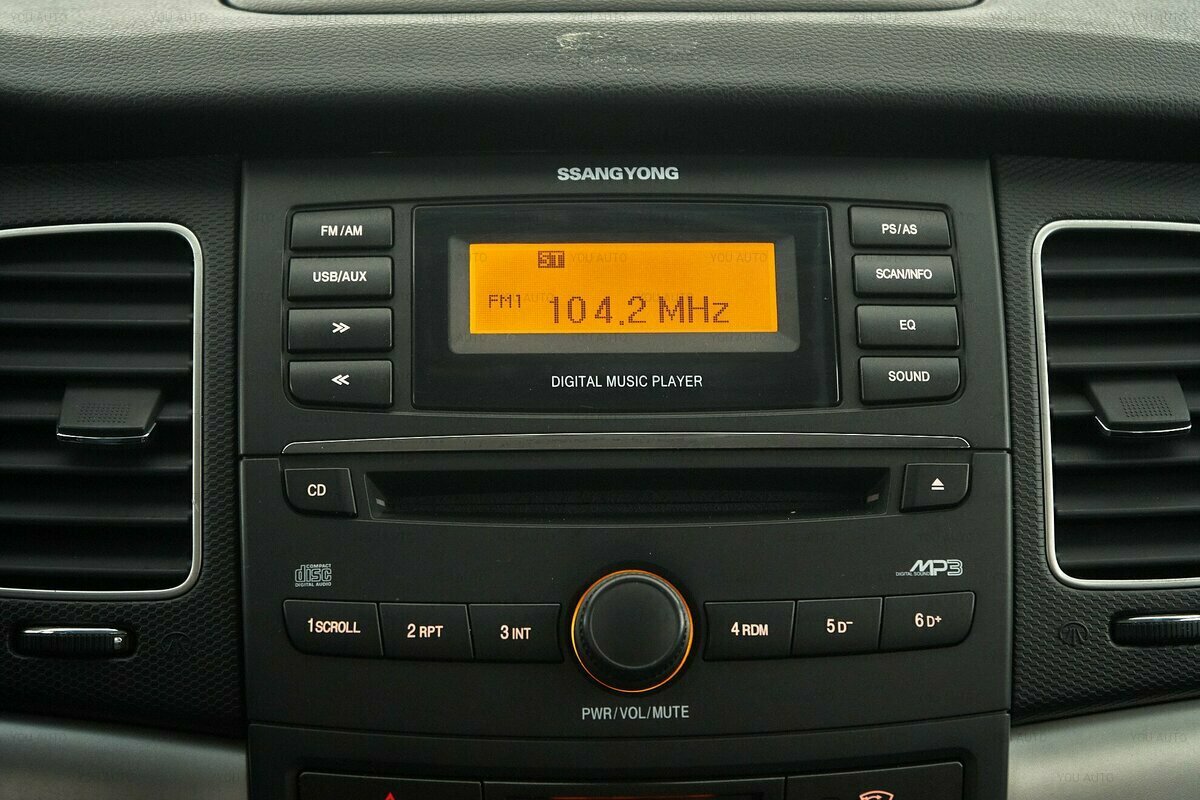 SSANGYONG
FM/AM
USB/AUX
PS/AS
SCAN/INFO
EQ
SOUND
ST
FM1 104.2 MHz
DIGITAL MUSIC PLAYER
CD
COMPACT
disc
DIGITAL AUDIO
MP3
DIGITAL SOUND
1 SCROLL
2 RPT
3 INT
4 RDM
5 D-
6 D+
PWR/VOL/MUTE
YOU AUTO